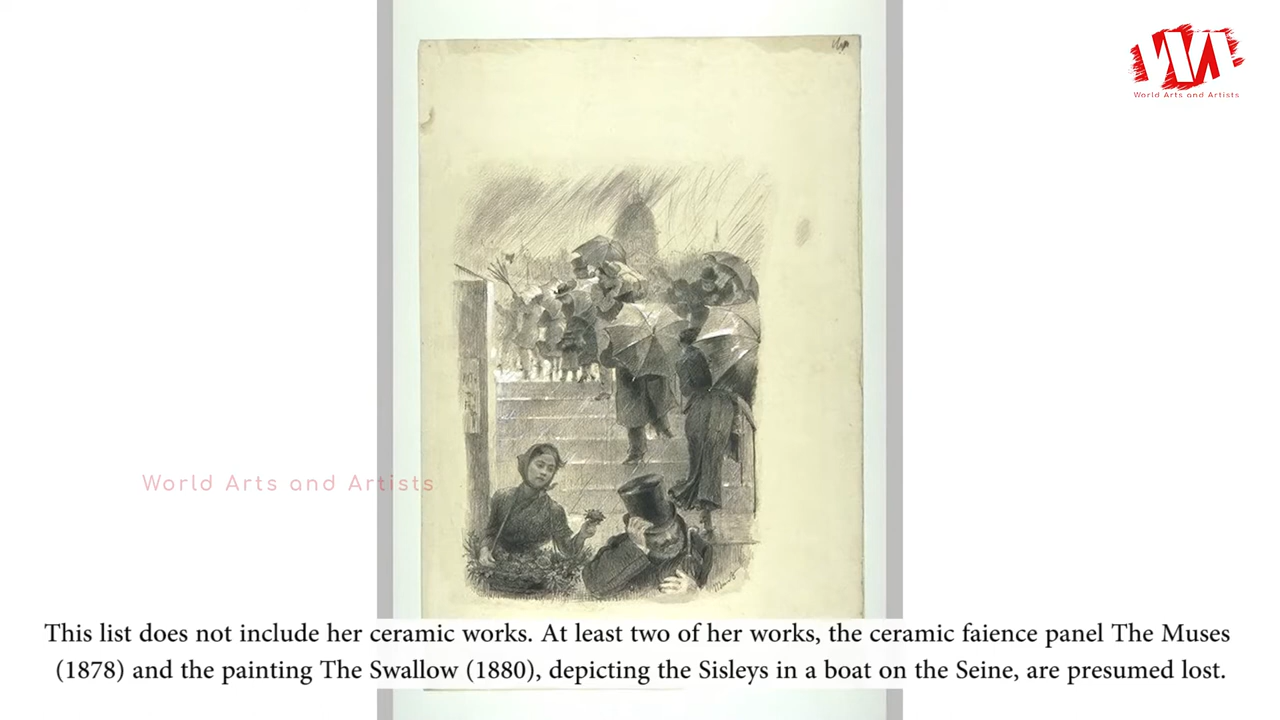 World Arts and Artists
World Arts and Artists
This list does not include her ceramic works. At least two of her works, the ceramic faience panel The Muses
(1878) and the painting The Swallow (1880), depicting the Sisleys in a boat on the Seine, are presumed lost.